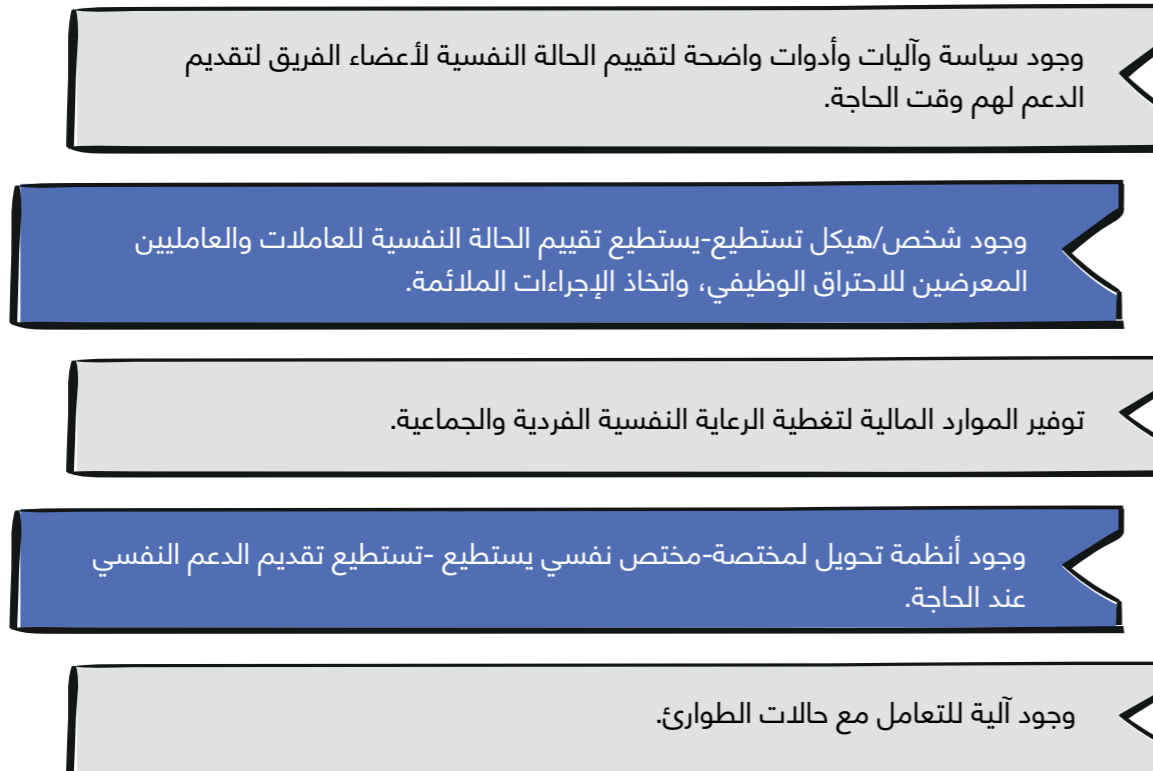 وجود سياسة وآليات وأدوات واضحة لتقييم الحالة النفسية لأعضاء الفريق لتقديم
الدعم لهم وقت الحاجة.
وجود شخص/هيكل تستطيع-يستطيع تقييم الحالة النفسية للعاملات والعامليين
المعرضين للاحتراق الوظيفي، واتخاذ الإجراءات الملائمة.
توفير الموارد المالية لتغطية الرعاية النفسية الفردية والجماعية.
وجود أنظمة تحويل لمختصة-مختص نفسي يستطيع -تستطيع تقديم الدعم النفسي
عند الحاجة.
وجود آلية للتعامل مع حالات الطوارئ.